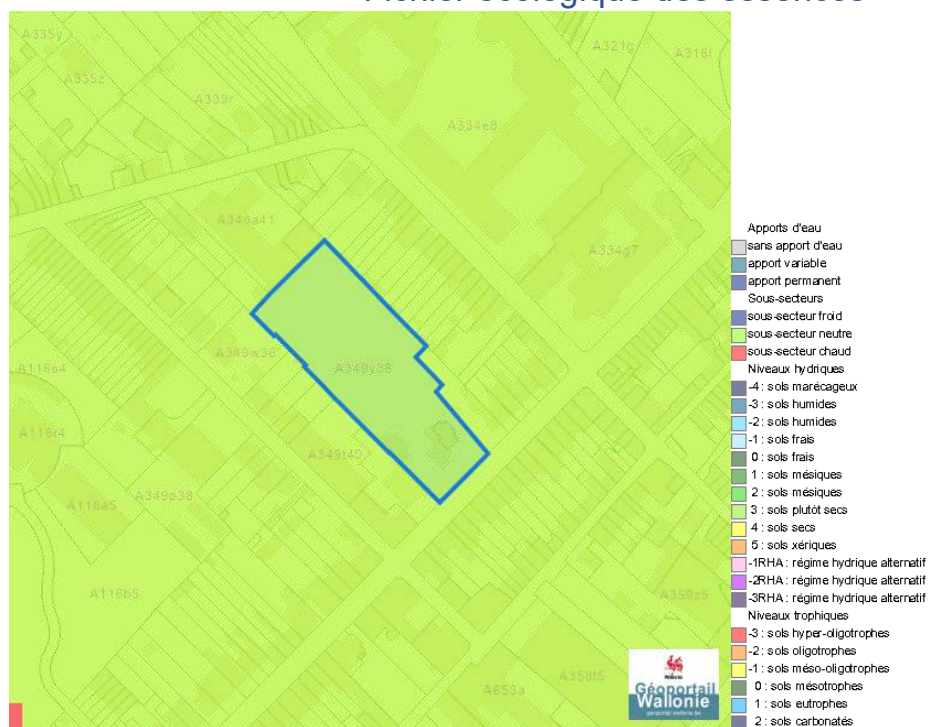 Fichier écologique des essences
A335y
A321g
A316l
A335z
A339r
A334e8
A349a41
A334g7
A349w38
A349y38
A116s4
A116r4
A349t40
A349p38
A116a5
A116b5
A359z5
A358t5
A653a
Wallonie
Géoportail
Wallonie
geoportail.wallonie.be
Apports d'eau
sans apport d'eau
apport variable
apport permanent
Sous-secteurs
sous-secteur froid
sous-secteur neutre
sous-secteur chaud
Niveaux hydriques
-4 : sols marécageux
-3 : sols humides
-2 : sols humides
-1 : sols frais
0 : sols frais
1 : sols mésiques
2 : sols mésiques
3 : sols plutôt secs
4 : sols secs
5 : sols xériques
-1RHA : régime hydrique alternatif
-2RHA : régime hydrique alternatif
-3RHA : régime hydrique alternatif
Niveaux trophiques
-3 : sols hyper-oligotrophes
-2 : sols oligotrophes
-1 : sols méso-oligotrophes
0 : sols mésotrophes
1 : sols eutrophes
2 : sols carbonatés